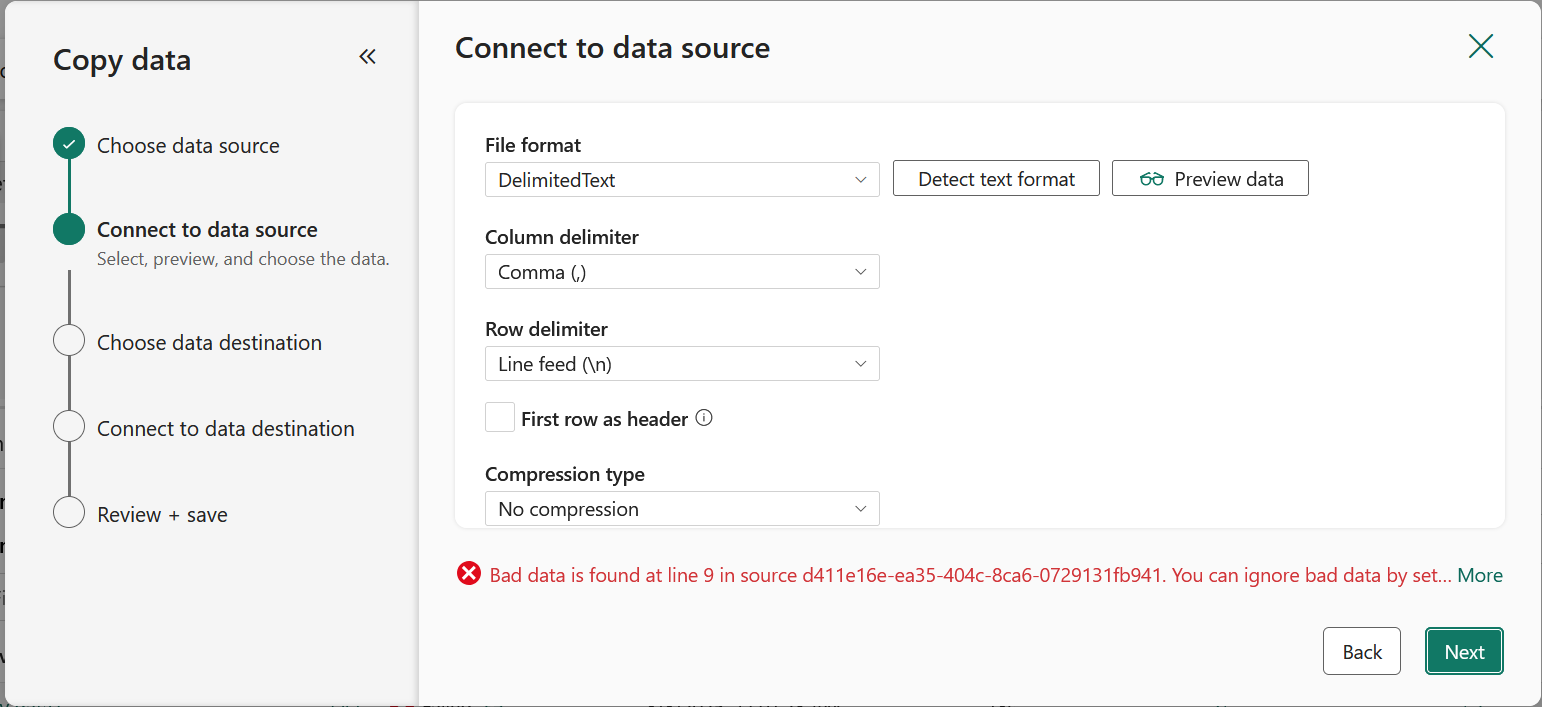 Copy data
Choose data source
Connect to data source
Select, preview, and choose the data.
Choose data destination
Connect to data destination
Review + save
Connect to data source
File format
DelimitedText
Detect text format
Preview data
Column delimiter
Comma (,)
Row delimiter
Line feed (\n)
First row as header
Compression type
No compression
Bad data is found at line 9 in source d411e16e-ea35-404c-8ca6-0729131fb941. You can ignore bad data by set... More
Back
Next